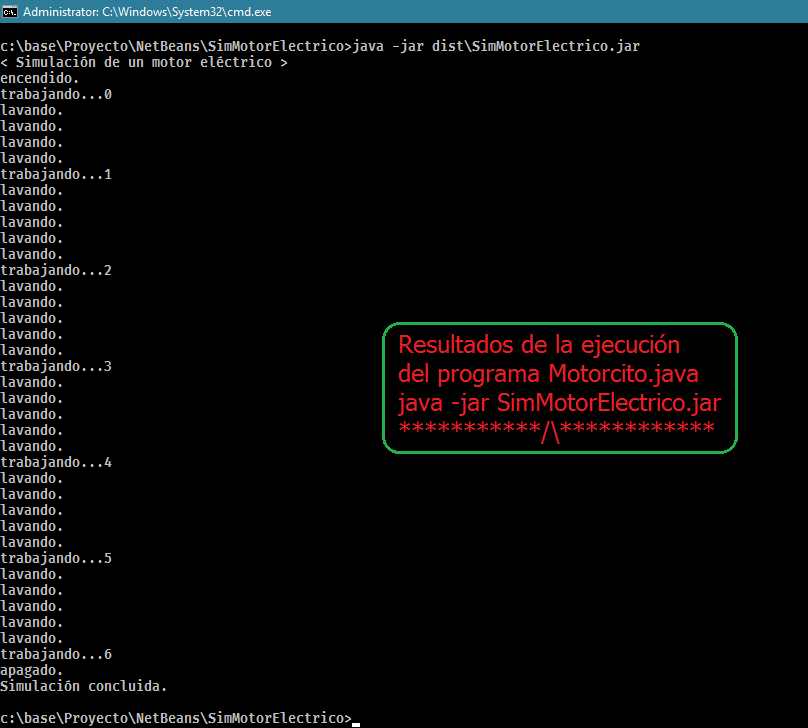 Administrator: C:\Windows\System32\cmd.exe
c:\base\Proyecto\NetBeans\SimMotorElectrico>java -jar dist\SimMotorElectrico.jar
< Simulación de un motor eléctrico >
encendido.
trabajando...0
lavando.
lavando.
lavando.
lavando.
trabajando...1
lavando.
lavando.
lavando.
lavando.
lavando.
trabajando...2
lavando.
lavando.
lavando.
lavando.
lavando.
trabajando...3
lavando.
lavando.
lavando.
lavando.
lavando.
trabajando...4
lavando.
lavando.
lavando.
lavando.
lavando.
trabajando...5
lavando.
lavando.
lavando.
lavando.
lavando.
trabajando...6
apagado.
Simulación concluida.
c:\base\Proyecto\NetBeans\SimMotorElectrico>
Resultados de la ejecución
del programa Motorcito.java
java -jar SimMotorElectrico.jar
***********/\************